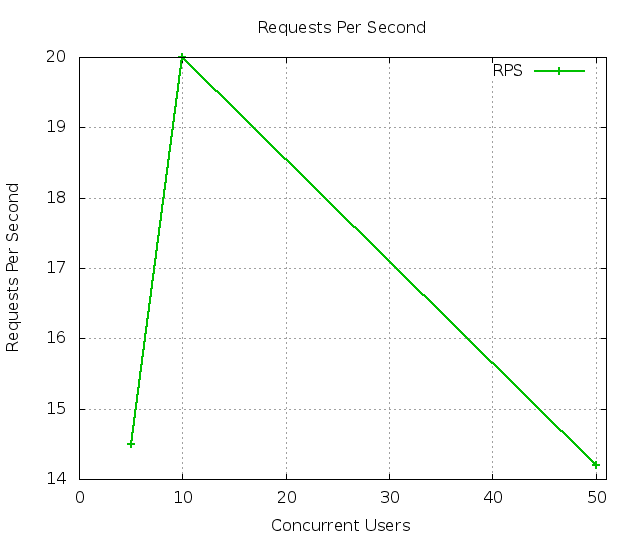 Requests Per Second
RPS
20
19
18
17
16
15
14
Requests Per Second
0 10 20 30 40 50
Concurrent Users